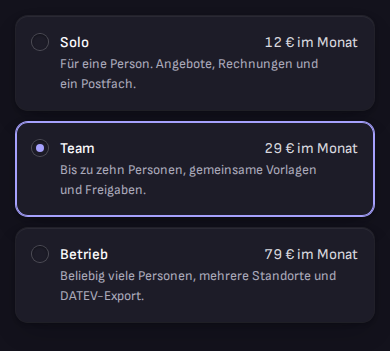 Solo 12 € im Monat
Für eine Person. Angebote, Rechnungen und
ein Postfach.
Team 29 € im Monat
Bis zu zehn Personen, gemeinsame Vorlagen
und Freigaben.
Betrieb 79 € im Monat
Beliebig viele Personen, mehrere Standorte und
DATEV-Export.